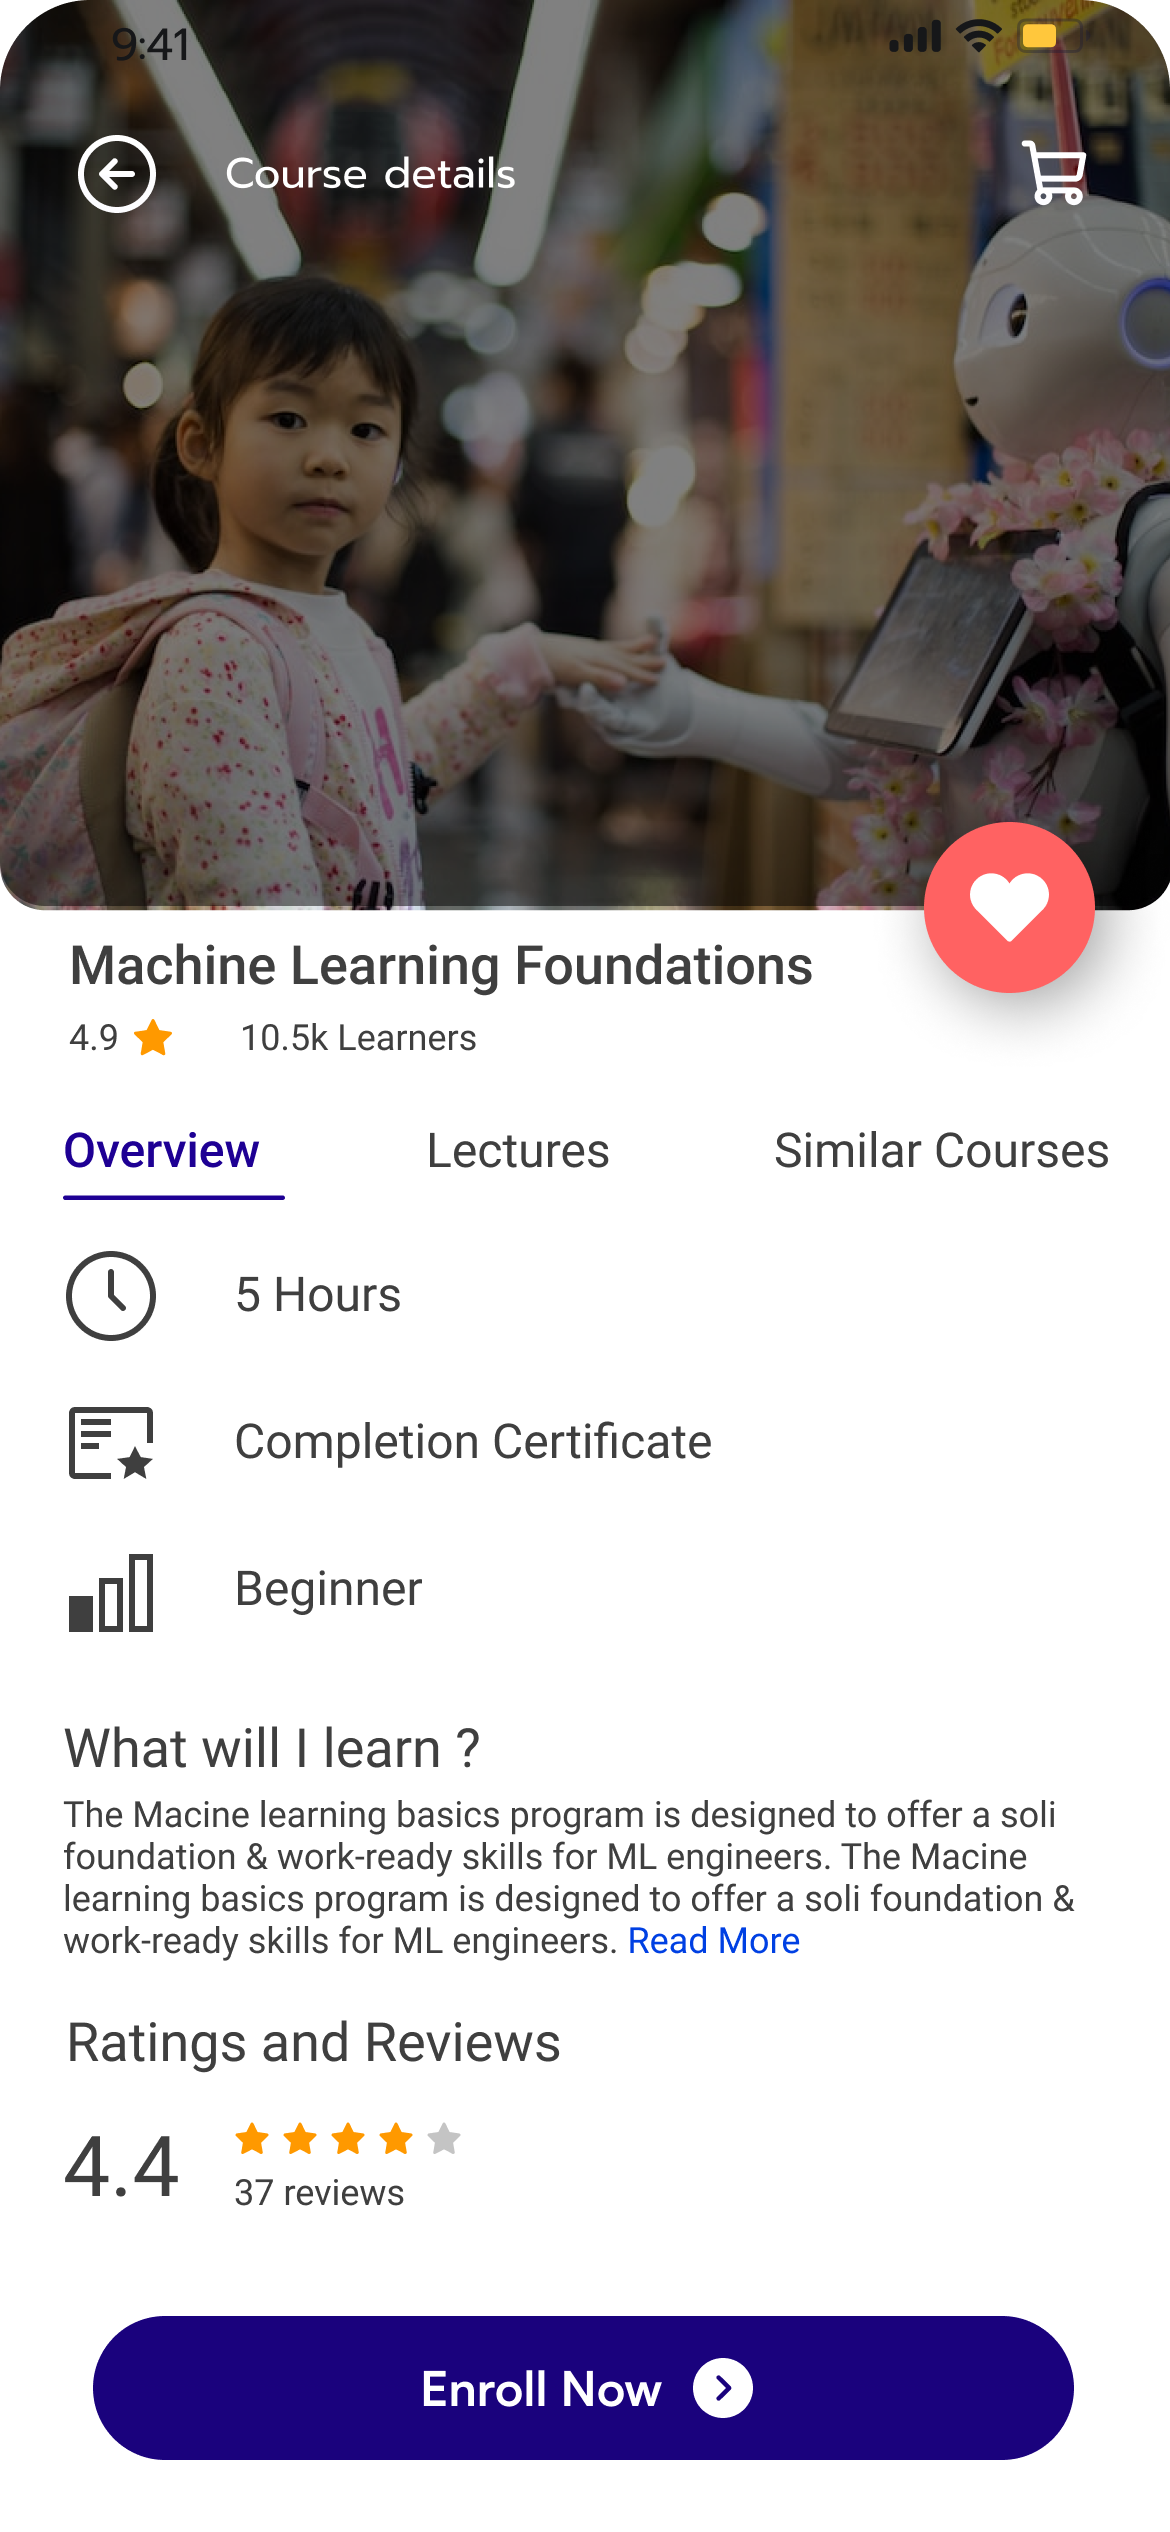 9:41
Course details
Machine Learning Foundations
4.9
10.5k Learners
Overview
Lectures
Similar Courses
5 Hours
Completion Certificate
Beginner
What will I learn ?
The Macine learning basics program is designed to offer a soli
foundation & work-ready skills for ML engineers. The Macine
learning basics program is designed to offer a soli foundation &
work-ready skills for ML engineers. Read More
Ratings and Reviews
4.4
37 reviews
Enroll Now